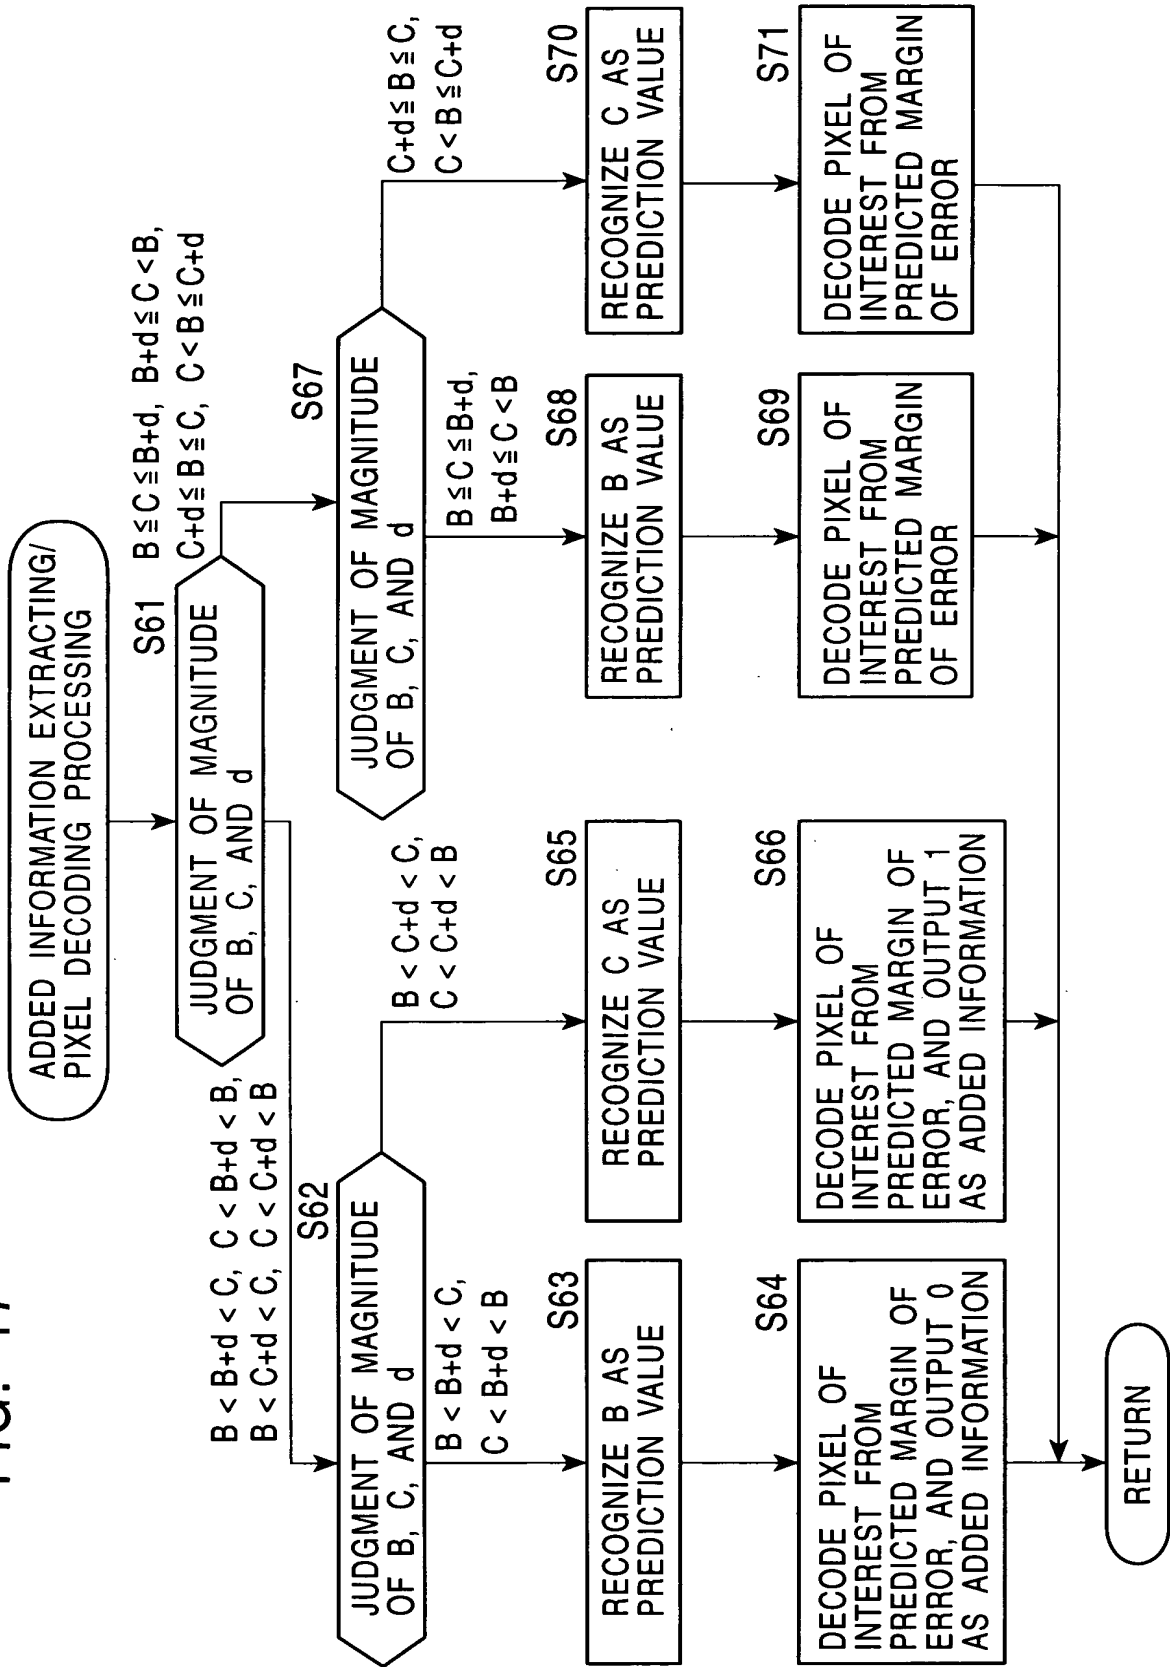 ADDED INFORMATION EXTRACTING/
PIXEL DECODING PROCESSING
S61
JUDGMENT OF MAGNITUDE
OF B, C, AND d
B≦C≦B+d, B+d≦C<B,
C+d≦B≦C, C<B≦C+d
B<B+d<C, C<B+d<B,
B<C+d<C, C<C+d<B
S62
JUDGMENT OF MAGNITUDE
OF B, C, AND d
B<B+d<C,
C<B+d<B
B<C+d<C,
C<C+d<B
S67
JUDGMENT OF MAGNITUDE
OF B, C, AND d
B≦C≦B+d,
B+d≦C<B
C+d≦B≦C,
C<B≦C+d
S63
RECOGNIZE B AS
PREDICTION VALUE
S65
RECOGNIZE C AS
PREDICTION VALUE
S68
RECOGNIZE B AS
PREDICTION VALUE
S70
RECOGNIZE C AS
PREDICTION VALUE
S64
DECODE PIXEL OF
INTEREST FROM
PREDICTED MARGIN OF
ERROR, AND OUTPUT 0
AS ADDED INFORMATION
S66
DECODE PIXEL OF
INTEREST FROM
PREDICTED MARGIN OF
ERROR, AND OUTPUT 1
AS ADDED INFORMATION
S69
DECODE PIXEL OF
INTEREST FROM
PREDICTED MARGIN
OF ERROR
S71
DECODE PIXEL OF
INTEREST FROM
PREDICTED MARGIN
OF ERROR
RETURN